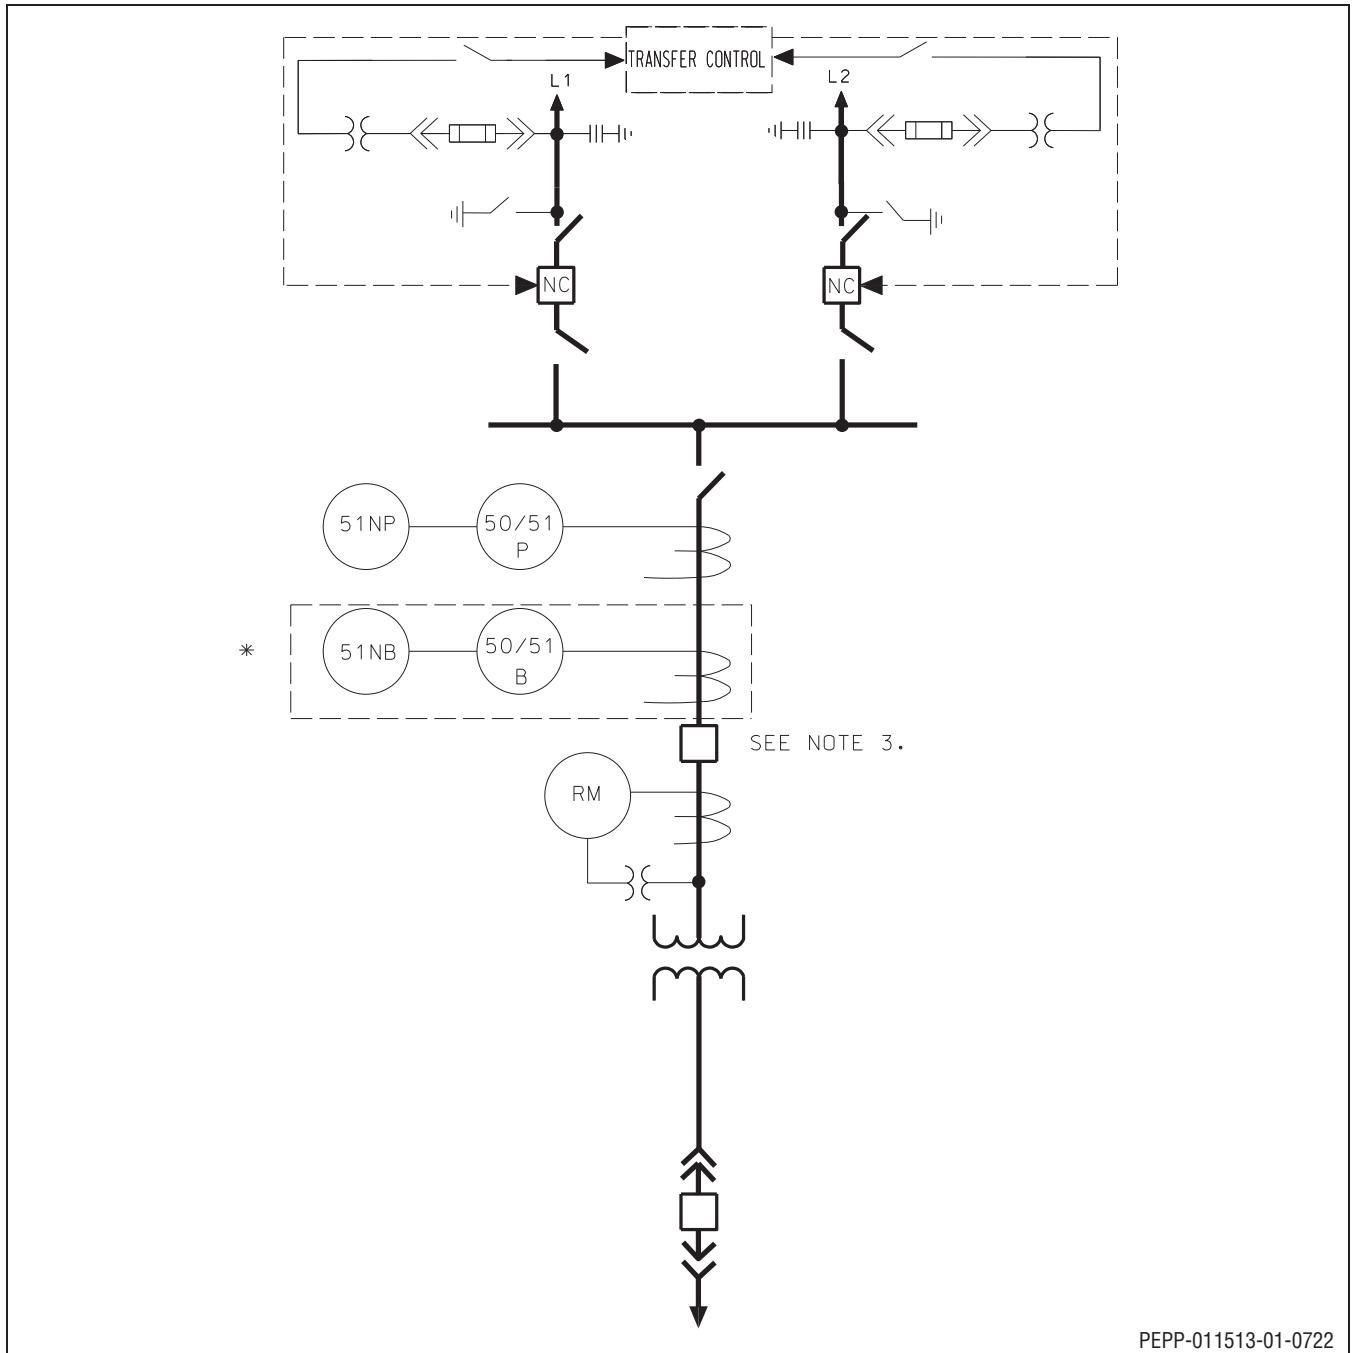 TRANSFER CONTROL
L1
L2
NC
NC
51NP
50/51
P
*
51NB
50/51
B
SEE NOTE 3.
RM
PEPP-011513-01-0722